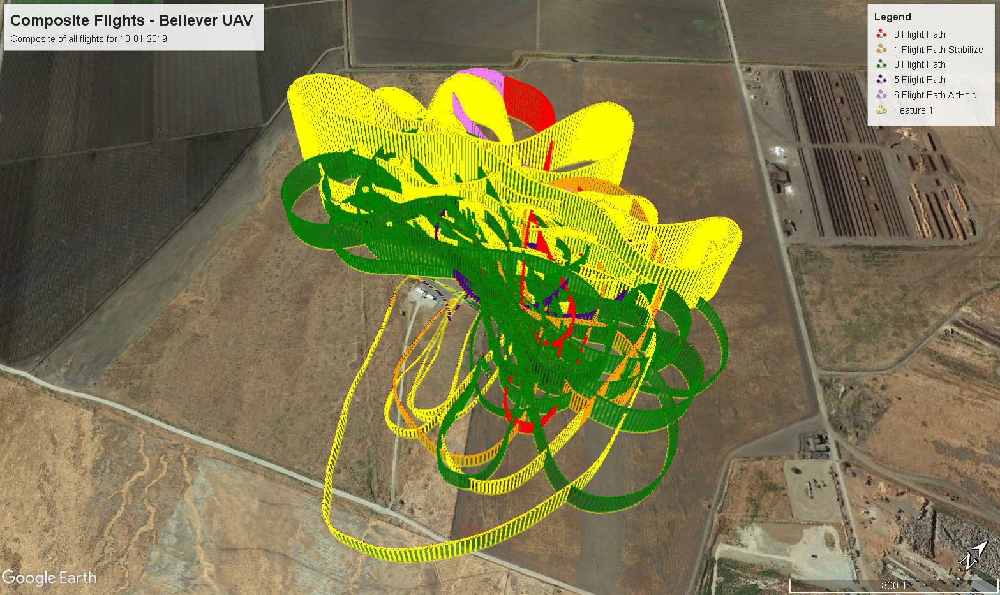 Composite Flights - Believer UAV
Composite of all flights for 10-01-2019
Legend
0 Flight Path
1 Flight Path Stabilize
3 Flight Path
5 Flight Path
6 Flight Path AltHold
Feature 1
N
800 ft
Google Earth